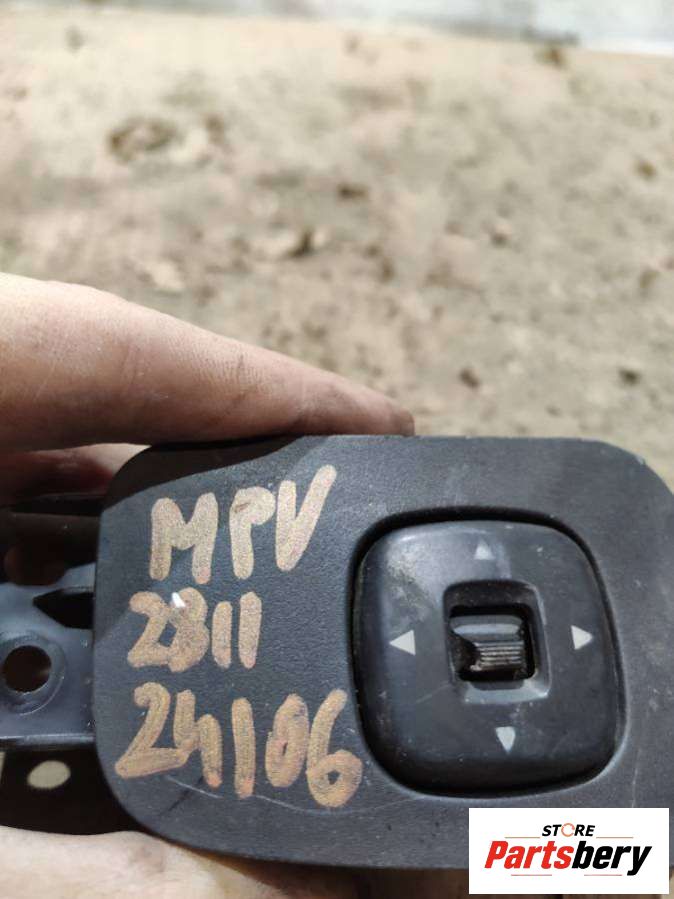 MPV
2311
24106
STORE
Partsbery